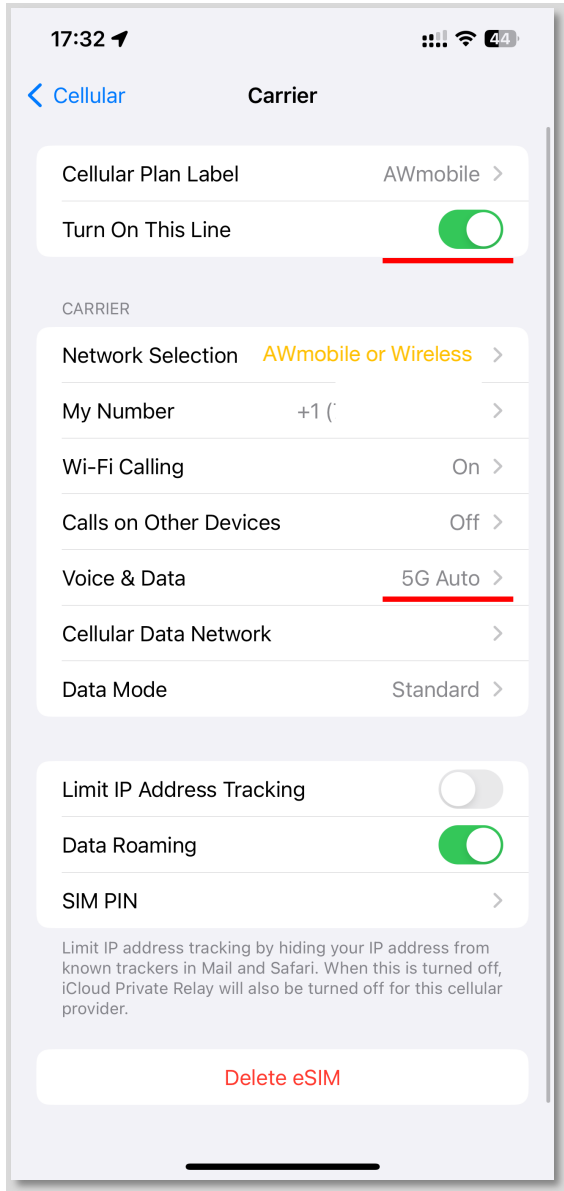 17:32 44
Cellular Carrier
Cellular Plan Label AWmobile
Turn On This Line
CARRIER
Network Selection AWmobile or Wireless
My Number +1 (
Wi-Fi Calling On
Calls on Other Devices Off
Voice & Data 5G Auto
Cellular Data Network
Data Mode Standard
Limit IP Address Tracking
Data Roaming
SIM PIN
Limit IP address tracking by hiding your IP address from
known trackers in Mail and Safari. When this is turned off,
iCloud Private Relay will also be turned off for this cellular
provider.
Delete eSIM